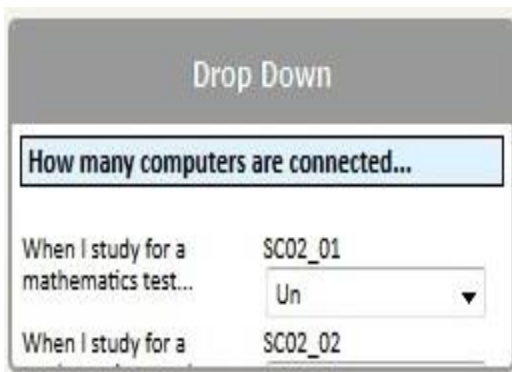 Drop Down
How many computers are connected...
When I study for a SC02_01
mathematics test...
Un
When I study for a SC02_02